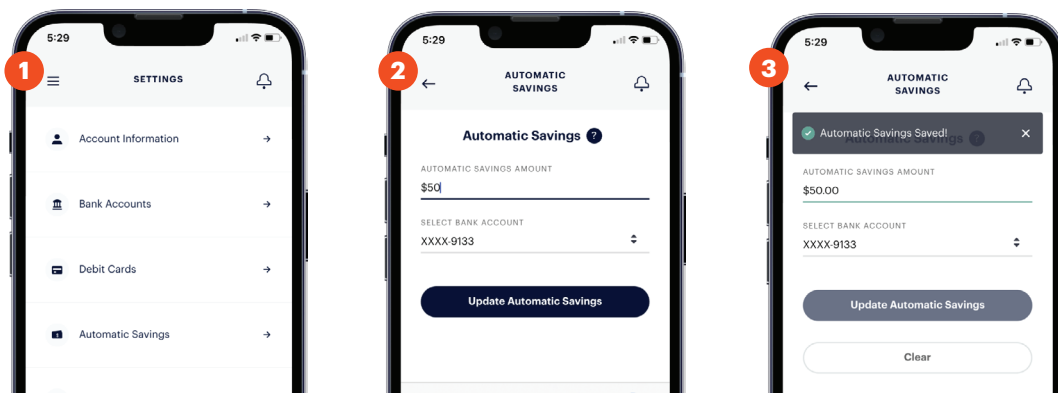 1
5:29
SETTINGS
Account Information
Bank Accounts
Debit Cards
Automatic Savings
2
5:29
AUTOMATIC
SAVINGS
Automatic Savings ?
AUTOMATIC SAVINGS AMOUNT
$50
SELECT BANK ACCOUNT
XXXX-9133
Update Automatic Savings
3
5:29
AUTOMATIC
SAVINGS
Automatic Savings Saved!
Automatic Savings ?
AUTOMATIC SAVINGS AMOUNT
$50.00
SELECT BANK ACCOUNT
XXXX-9133
Update Automatic Savings
Clear